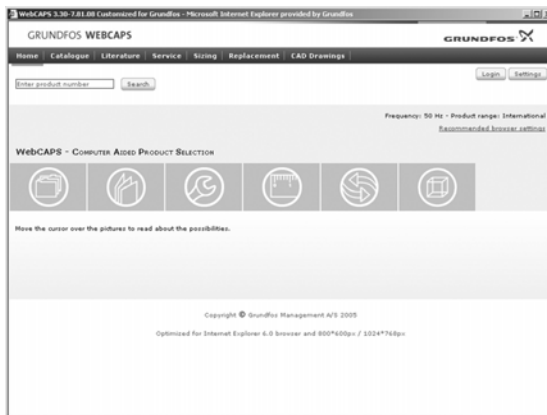 WebCAPS 3.30-7.01.08 Customized for Grundfos - Microsoft Internet Explorer provided by Grundfos
GRUNDFOS WEBCAPS
GRUNDFOS
Home Catalogue Literature Service Sizing Replacement CAD Drawings
Login Settings
Enter product number Search
Frequency: 50 Hz - Product range: International
Recommended browser settings
WebCAPS - Computer Aided Product Selection
Move the cursor over the pictures to read about the possibilities.
Copyright © Grundfos Management A/S 2005
Optimized for Internet Explorer 6.0 browser and 800*600px / 1024*768px